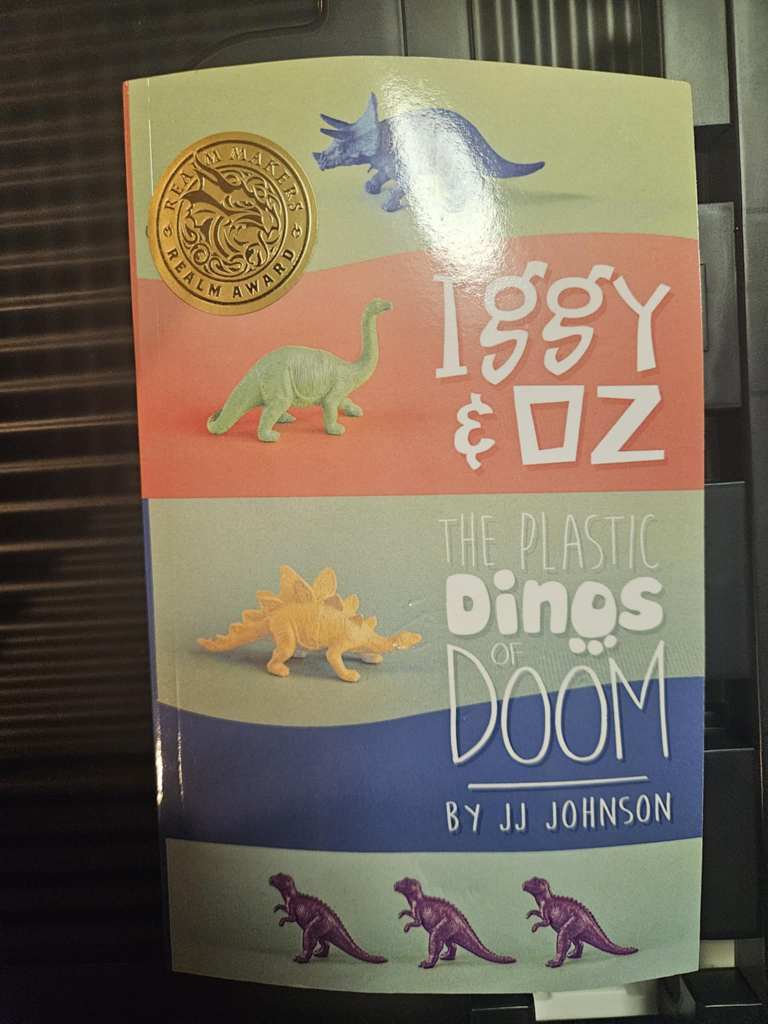 REALM MAKERS
REALM AWARD
Iggy
& OZ
THE PLASTIC
Dinos
OF
DOOM
BY JJ JOHNSON